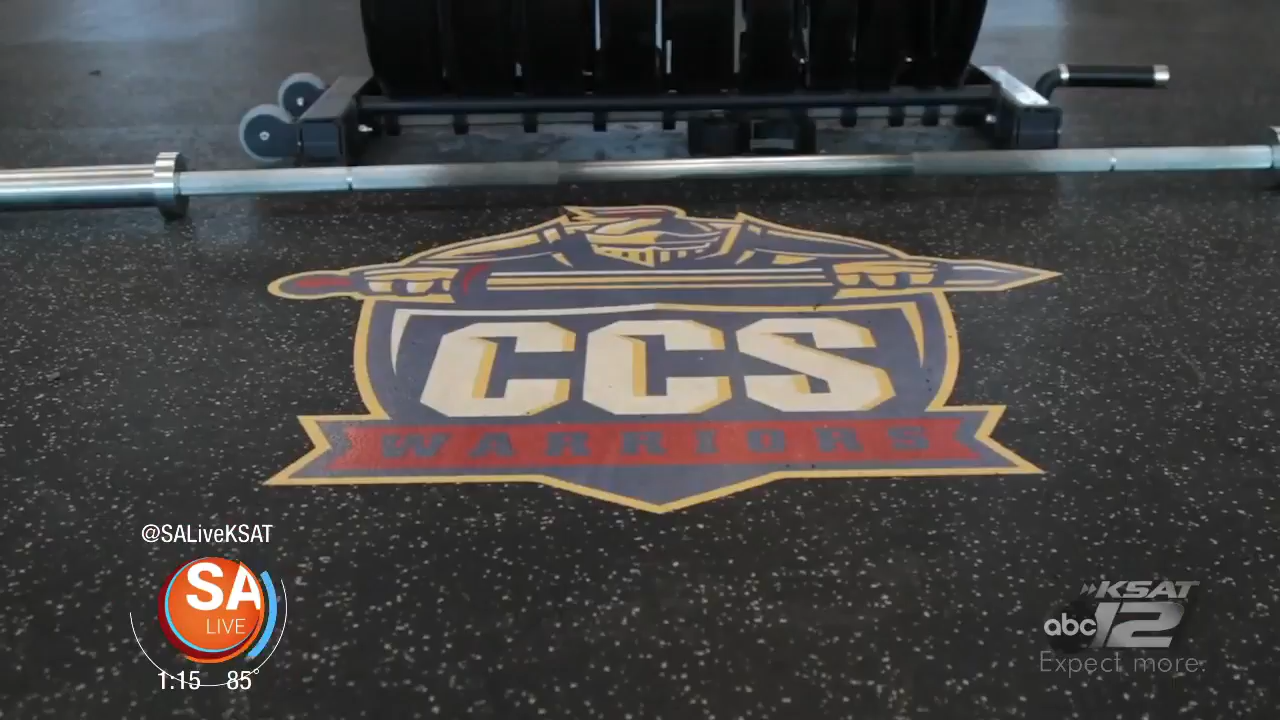 CCS
WARRIORS
@SALiveKSAT
SA
LIVE
1:15 85°
KSAT
abc 12
Expect more.